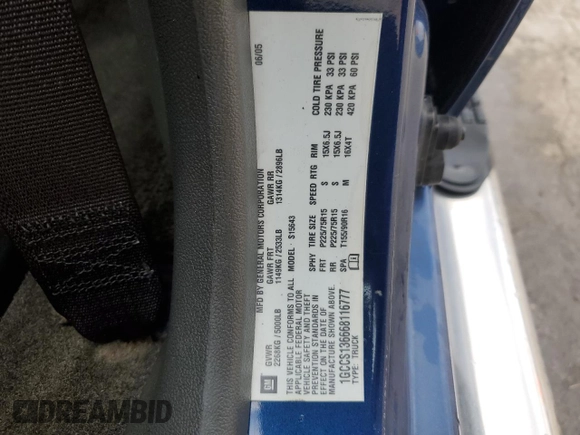 MFD BY GENERAL MOTORS CORPORATION 06/05
GM GVWR GAWR FRT GAWR RR
2268KG / 5000LB 1149KG / 2533LB 1314KG / 2896LB
THIS VEHICLE CONFORMS TO ALL MODEL: S15643
APPLICABLE FEDERAL MOTOR
VEHICLE SAFETY AND THEFT
PREVENTION STANDARDS IN
EFFECT ON THE DATE OF
MANUFACTURE SHOWN ABOVE.
1GCCS136668116777
TYPE: TRUCK
COLD TIRE PRESSURE
SPHY TIRE SIZE SPEED RTG RIM
FRT P225/75R15 S 15X6.5J 230 KPA 33 PSI
RR P225/75R15 S 15X6.5J 230 KPA 33 PSI
SPA T155/90R16 M 16X4T 420 KPA 60 PSI
DREAMBID
.COM